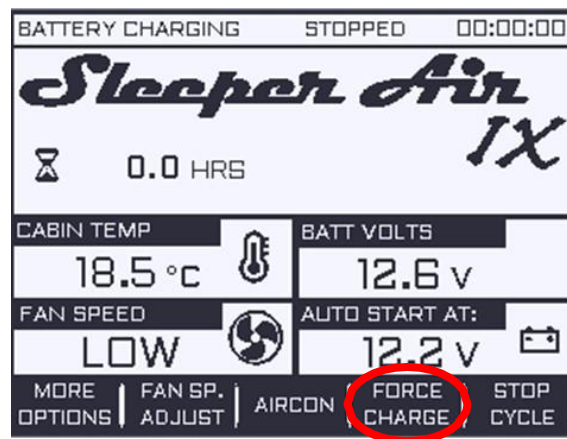 BATTERY CHARGING STOPPED 00:00:00
Sleeper Air
IX
0.0 HRS
CABIN TEMP BATT VOLTS
18.5 °C 12.6 V
FAN SPEED AUTO START AT:
LOW 12.2 V
MORE FAN SP. AIRCON FORCE STOP
OPTIONS ADJUST CHARGE CYCLE